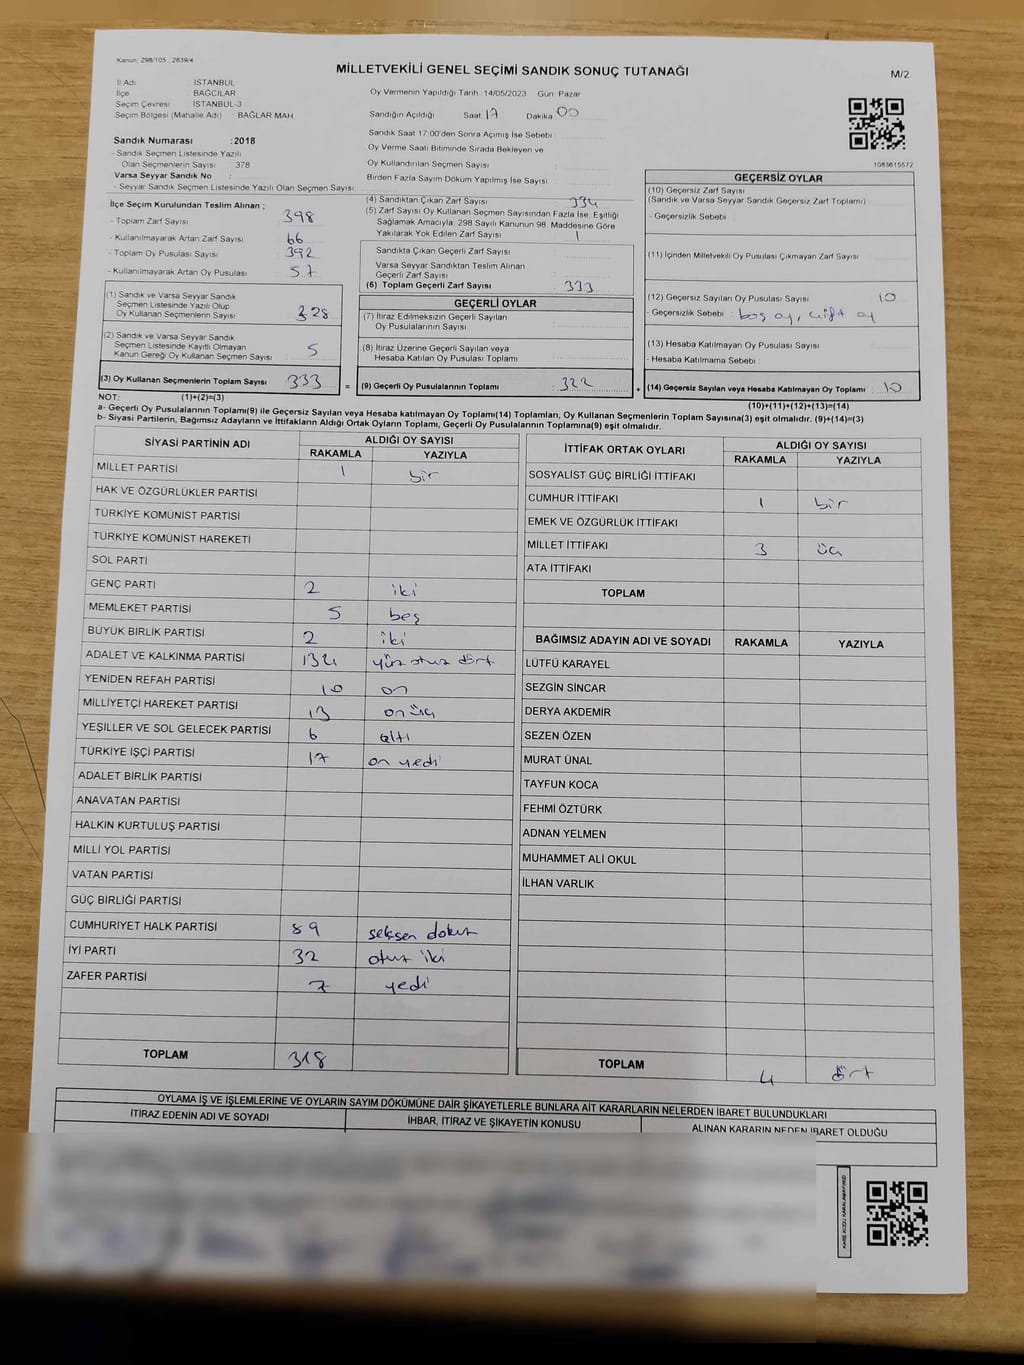 Kanun: 298/105 , 2839/4
MİLLETVEKİLİ GENEL SEÇİMİ SANDIK SONUÇ TUTANAĞI
M/2
İl Adı : İSTANBUL
İlçe : BAĞCILAR
Seçim Çevresi : İSTANBUL-3
Seçim Bölgesi (Mahalle Adı) : BAĞLAR MAH
Oy Vermenin Yapıldığı Tarih :14/05/2023 Gün: Pazar
Sandığın Açıldığı Saat 17 Dakika 00
Sandık Saat 17:00'den Sonra Açımış İse Sebebi :
Oy Verme Saati Bitiminde Sırada Bekleyen ve
Oy Kullandırılan Seçmen Sayısı :
Birden Fazla Sayım Döküm Yapılmış İse Sayısı :
1083615572
Sandık Numarası :2018
- Sandık Seçmen Listesinde Yazılı
Olan Seçmenlerin Sayısı : 378
Varsa Seyyar Sandık No :
- Seyyar Sandık Seçmen Listesinde Yazılı Olan Seçmen Sayısı:
İlçe Seçim Kurulundan Teslim Alınan ;
- Toplam Zarf Sayısı : 398
- Kullanılmayarak Artan Zarf Sayısı : 66
- Toplam Oy Pusulası Sayısı : 392
- Kullanılmayarak Artan Oy Pusulası : 57
(1) Sandık ve Varsa Seyyar Sandık
Seçmen Listesinde Yazılı Olup
Oy Kullanan Seçmenlerin Sayısı : 328
(2) Sandık ve Varsa Seyyar Sandık
Seçmen Listesinde Kayıtlı Olmayan
Kanun Gereği Oy Kullanan Seçmen Sayısı : 5
(3) Oy Kullanan Seçmenlerin Toplam Sayısı : 333
(4) Sandıktan Çıkan Zarf Sayısı : 334
(5) Zarf Sayısı Oy Kullanan Seçmen Sayısından Fazla İse, Eşitliği
Sağlamak Amacıyla, 298 Sayılı Kanunun 98. Maddesine Göre
Yakılarak Yok Edilen Zarf Sayısı : 1
Sandıkta Çıkan Geçerli Zarf Sayısı :
Varsa Seyyar Sandıktan Teslim Alınan
Geçerli Zarf Sayısı :
(6) Toplam Geçerli Zarf Sayısı : 333
GEÇERLİ OYLAR
(7) İtiraz Edilmeksizin Geçerli Sayılan
Oy Pusulalarının Sayısı :
(8) İtiraz Üzerine Geçerli Sayılan veya
Hesaba Katılan Oy Pusulası Toplamı :
= (9) Geçerli Oy Pusulalarının Toplamı : 322 +
GEÇERSİZ OYLAR
(10) Geçersiz Zarf Sayısı
(Sandık ve Varsa Seyyar Sandık Geçersiz Zarf Toplamı) :
- Geçersizlik Sebebi :
(11) İçinden Milletvekili Oy Pusulası Çıkmayan Zarf Sayısı :
(12) Geçersiz Sayılan Oy Pusulası Sayısı : 10
- Geçersizlik Sebebi : boş oy, çift oy
(13) Hesaba Katılmayan Oy Pusulası Sayısı :
- Hesaba Katılmama Sebebi :
(14) Geçersiz Sayılan veya Hesaba Katılmayan Oy Toplamı : 10
NOT: (1)+(2)=(3)
(10)+(11)+(12)+(13)=(14)
a- Geçerli Oy Pusulalarının Toplamı(9) ile Geçersiz Sayılan veya Hesaba katılmayan Oy Toplamı(14) Toplamları, Oy Kullanan Seçmenlerin Toplam Sayısına(3) eşit olmalıdır. (9)+(14)=(3)
b- Siyasi Partilerin, Bağımsız Adayların ve İttifakların Aldığı Ortak Oyların Toplamı, Geçerli Oy Pusulalarının Toplamına(9) eşit olmalıdır.
SİYASİ PARTİNİN ADI
ALDIĞI OY SAYISI
RAKAMLA YAZIYLA
MİLLET PARTİSİ 1 bir
HAK VE ÖZGÜRLÜKLER PARTİSİ
TÜRKİYE KOMÜNİST PARTİSİ
TÜRKİYE KOMÜNİST HAREKETİ
SOL PARTİ
GENÇ PARTİ 2 iki
MEMLEKET PARTİSİ 5 beş
BÜYÜK BİRLİK PARTİSİ 2 iki
ADALET VE KALKINMA PARTİSİ 134 yüz otuz dört
YENİDEN REFAH PARTİSİ 10 on
MİLLİYETÇİ HAREKET PARTİSİ 13 on üç
YEŞİLLER VE SOL GELECEK PARTİSİ 6 altı
TÜRKİYE İŞÇİ PARTİSİ 17 on yedi
ADALET BİRLİK PARTİSİ
ANAVATAN PARTİSİ
HALKIN KURTULUŞ PARTİSİ
MİLLİ YOL PARTİSİ
VATAN PARTİSİ
GÜÇ BİRLİĞİ PARTİSİ
CUMHURİYET HALK PARTİSİ 89 seksen dokuz
İYİ PARTİ 32 otuz iki
ZAFER PARTİSİ 7 yedi
TOPLAM 318
İTTİFAK ORTAK OYLARI
ALDIĞI OY SAYISI
RAKAMLA YAZIYLA
SOSYALİST GÜÇ BİRLİĞİ İTTİFAKI
CUMHUR İTTİFAKI 1 bir
EMEK VE ÖZGÜRLÜK İTTİFAKI
MİLLET İTTİFAKI 3 üç
ATA İTTİFAKI
TOPLAM
BAĞIMSIZ ADAYIN ADI VE SOYADI RAKAMLA YAZIYLA
LÜTFÜ KARAYEL
SEZGİN SİNCAR
DERYA AKDEMİR
SEZEN ÖZEN
MURAT ÜNAL
TAYFUN KOCA
FEHMİ ÖZTÜRK
ADNAN YELMEN
MUHAMMET ALİ OKUL
İLHAN VARLIK
TOPLAM 4 dört
OYLAMA İŞ VE İŞLEMLERİNE VE OYLARIN SAYIM DÖKÜMÜNE DAİR ŞİKAYETLERLE BUNLARA AİT KARARLARIN NELERDEN İBARET BULUNDUKLARI
İTİRAZ EDENİN ADI VE SOYADI
İHBAR, İTİRAZ VE ŞİKAYETİN KONUSU
ALINAN KARARIN NEDEN İBARET OLDUĞU